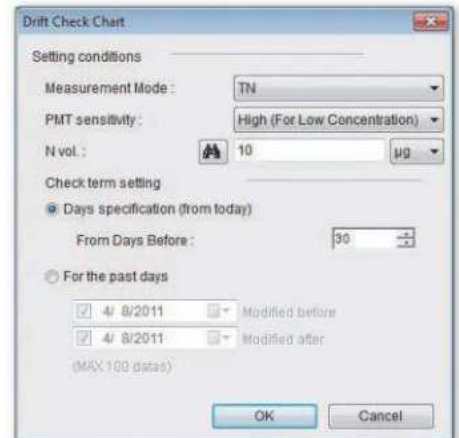 Drift Check Chart
Setting conditions
Measurement Mode : TN
PMT sensitivity : High (For Low Concentration)
N vol. : 10 µg
Check term setting
Days specification (from today)
From Days Before : 30
For the past days
4/ 8/2011 Modified before
4/ 8/2011 Modified after
(MAX 100 datas)
OK Cancel